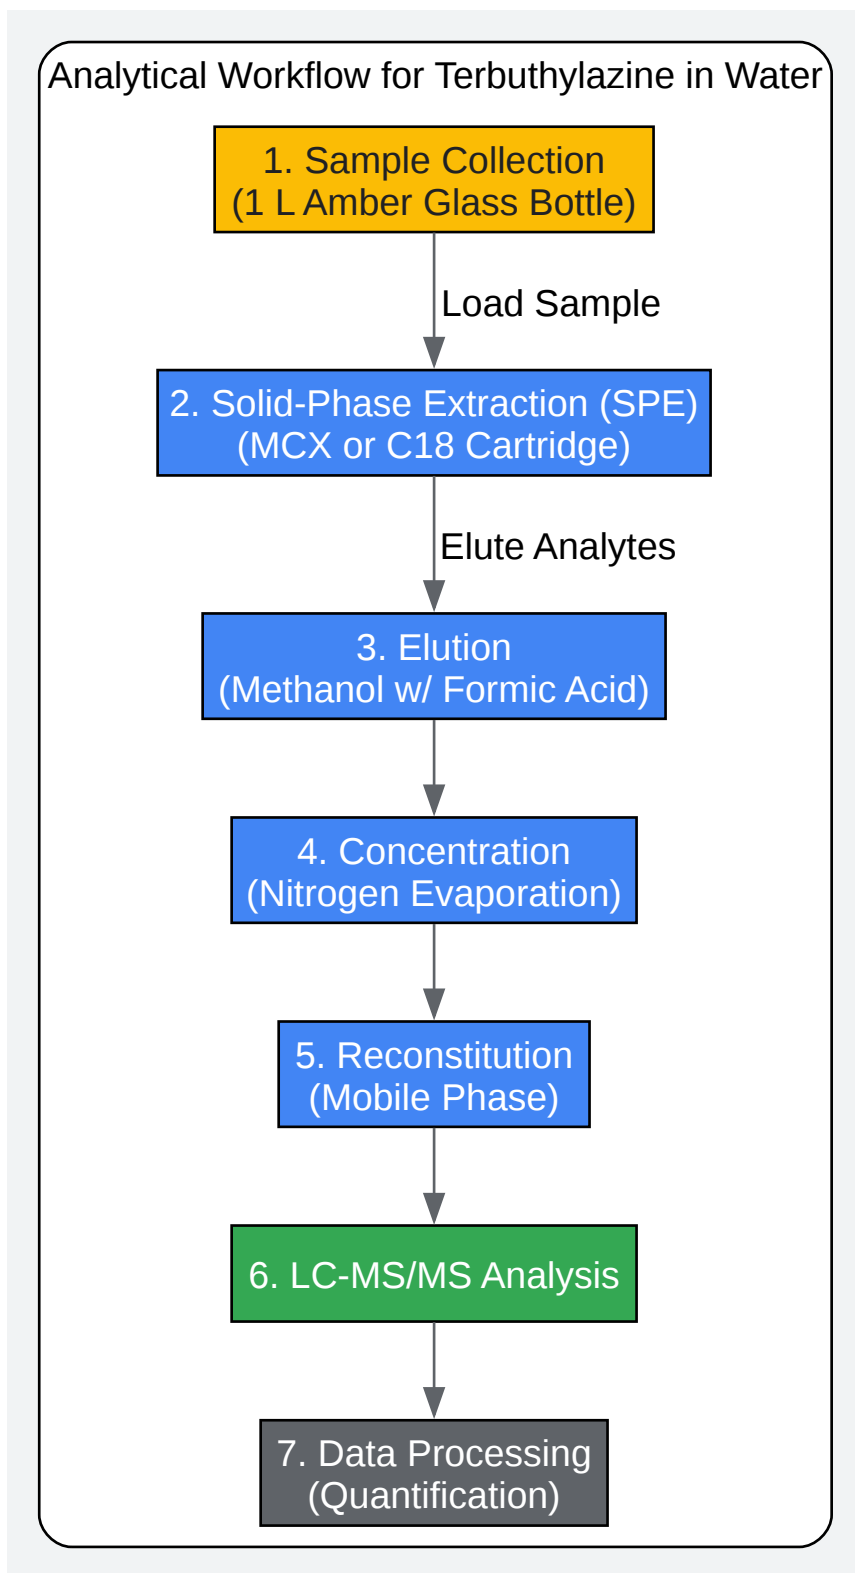 Analytical Workflow for Terbuthylazine in Water
1. Sample Collection
(1 L Amber Glass Bottle)
Load Sample
2. Solid-Phase Extraction (SPE)
(MCX or C18 Cartridge)
Elute Analytes
3. Elution
(Methanol w/ Formic Acid)
4. Concentration
(Nitrogen Evaporation)
5. Reconstitution
(Mobile Phase)
6. LC-MS/MS Analysis
7. Data Processing
(Quantification)